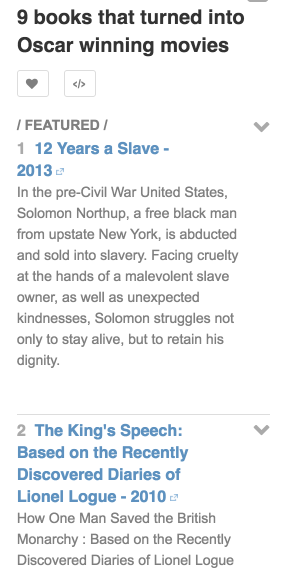 9 books that turned into
Oscar winning movies
</>
/ FEATURED /
1 12 Years a Slave -
2013
In the pre-Civil War United States,
Solomon Northup, a free black man
from upstate New York, is abducted
and sold into slavery. Facing cruelty
at the hands of a malevolent slave
owner, as well as unexpected
kindnesses, Solomon struggles not
only to stay alive, but to retain his
dignity.
2 The King's Speech:
Based on the Recently
Discovered Diaries of
Lionel Logue - 2010
How One Man Saved the British
Monarchy : Based on the Recently
Discovered Diaries of Lionel Logue